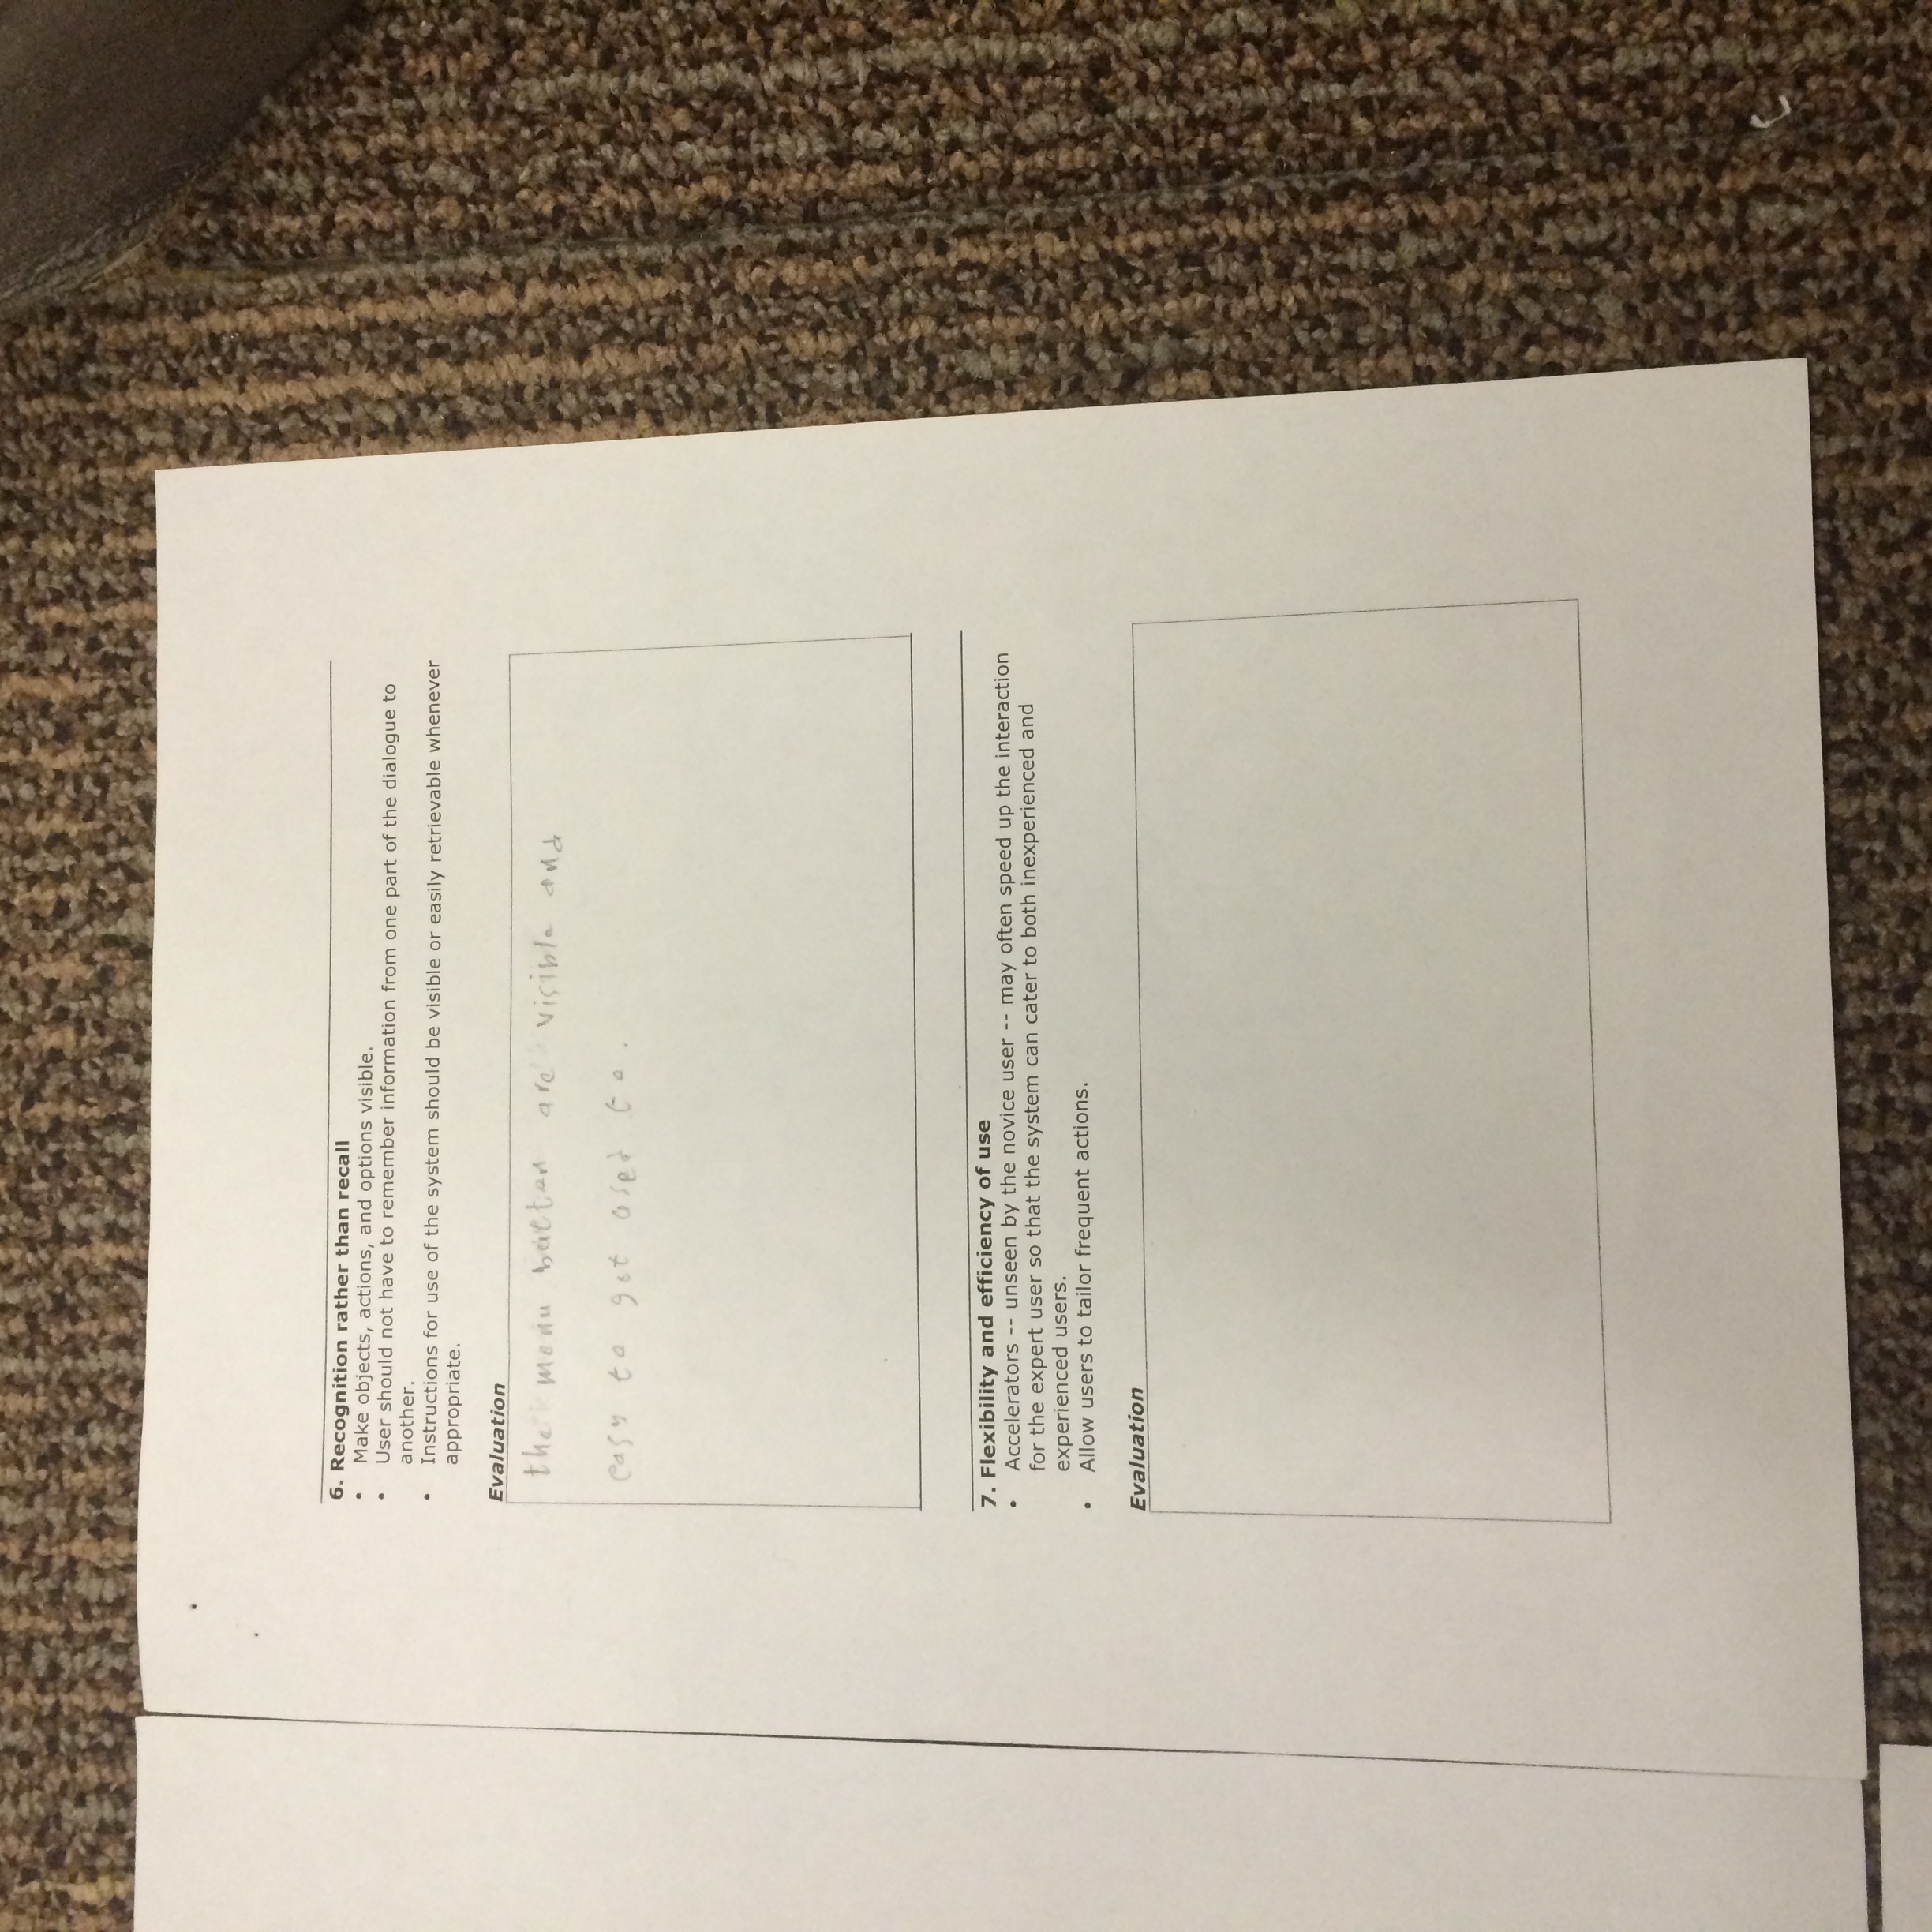 6. Recognition rather than recall
• Make objects, actions, and options visible.
• User should not have to remember information from one part of the dialogue to
another.
• Instructions for use of the system should be visible or easily retrievable whenever
appropriate.
Evaluation
the menu button are visible and
easy to get used to.
7. Flexibility and efficiency of use
• Accelerators -- unseen by the novice user -- may often speed up the interaction
for the expert user so that the system can cater to both inexperienced and
experienced users.
• Allow users to tailor frequent actions.
Evaluation